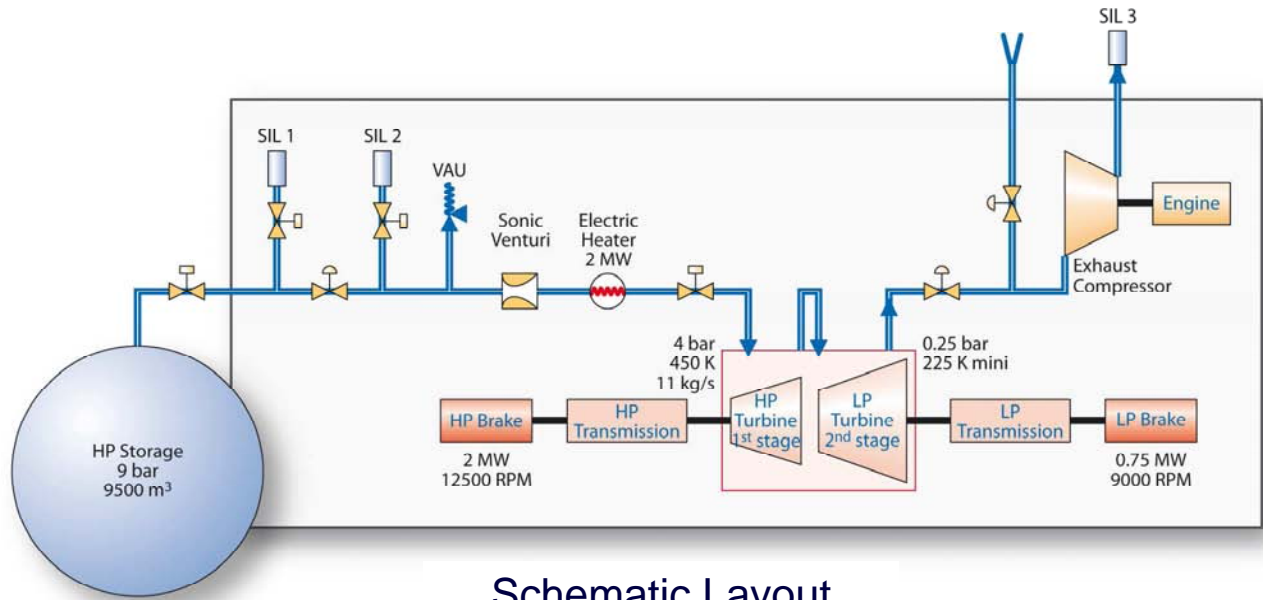 SIL 3
SIL 1
SIL 2
VAU
Sonic
Venturi
Electric
Heater
2 MW
Engine
Exhaust
Compressor
4 bar
450 K
11 kg/s
0.25 bar
225 K mini
HP Storage
9 bar
9500 m³
HP Brake
2 MW
12500 RPM
HP
Transmission
HP
Turbine
1st stage
LP
Turbine
2nd stage
LP
Transmission
LP Brake
0.75 MW
9000 RPM
Schematic Layout